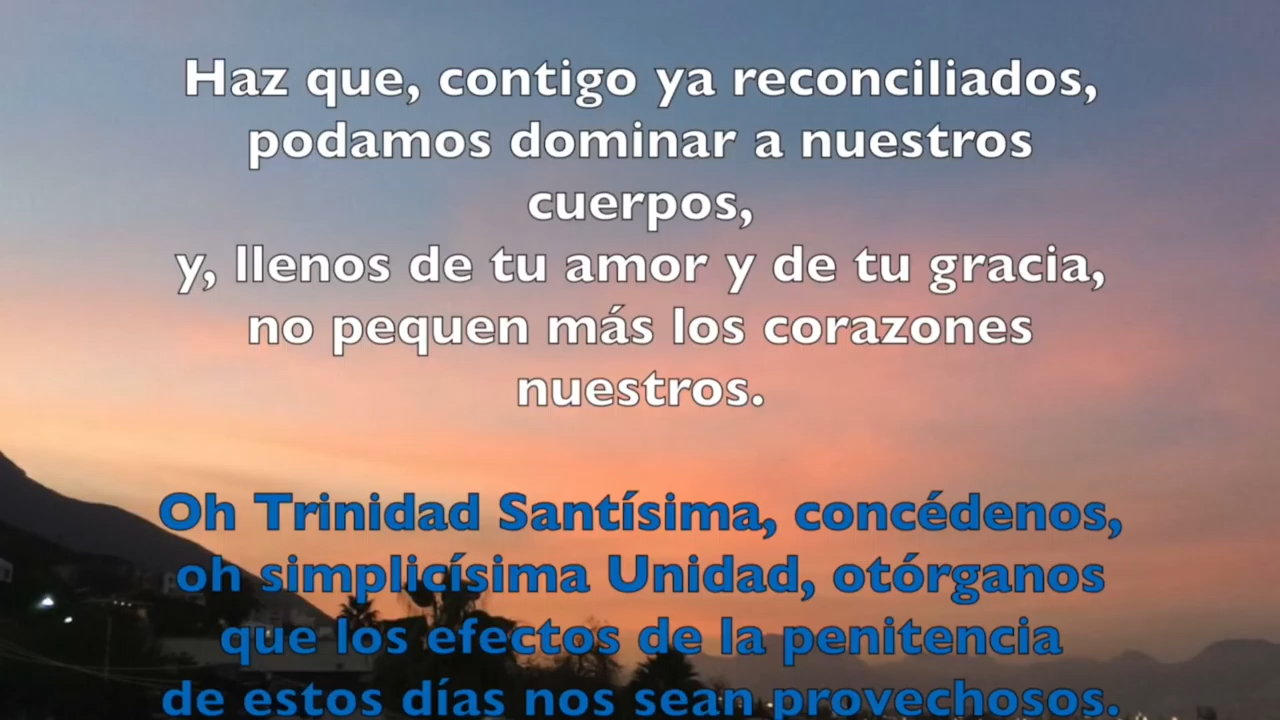 Haz que, contigo ya reconciliados,
podamos dominar a nuestros
cuerpos,
y, llenos de tu amor y de tu gracia,
no pequen más los corazones
nuestros.
Oh Trinidad Santísima, concédenos,
oh simplicísima Unidad, otórganos
que los efectos de la penitencia
de estos días nos sean provechosos.